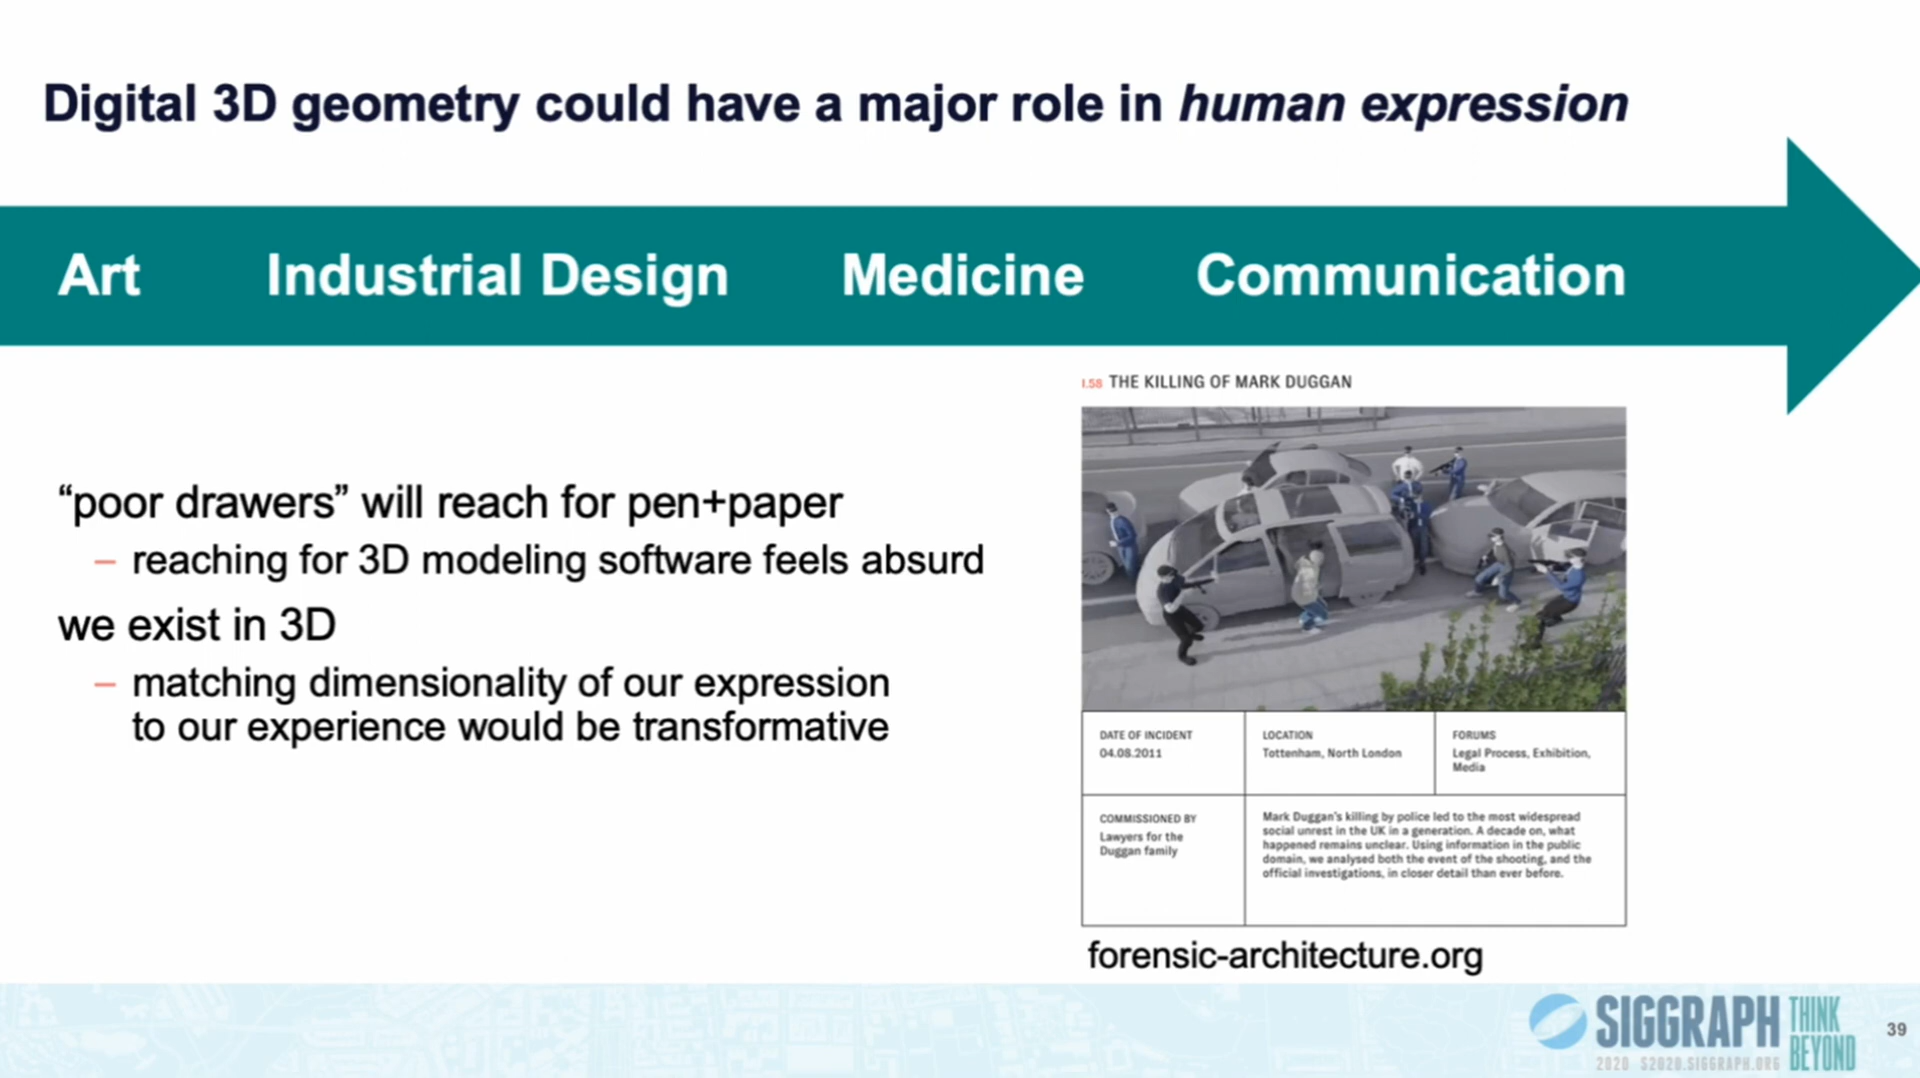 Digital 3D geometry could have a major role in human expression
Art Industrial Design Medicine Communication
“poor drawers” will reach for pen+paper
– reaching for 3D modeling software feels absurd
we exist in 3D
– matching dimensionality of our expression
to our experience would be transformative
I.58 THE KILLING OF MARK DUGGAN
DATE OF INCIDENT
04.08.2011
LOCATION
Tottenham, North London
FORUMS
Legal Process, Exhibition,
Media
COMMISSIONED BY
Lawyers for the
Duggan family
Mark Duggan’s killing by police led to the most widespread
social unrest in the UK in a generation. A decade on, what
happened remains unclear. Using information in the public
domain, we analysed both the event of the shooting, and the
official investigations, in closer detail than ever before.
forensic-architecture.org
SIGGRAPH
THINK
BEYOND
2020 S2020.SIGGRAPH.ORG
39